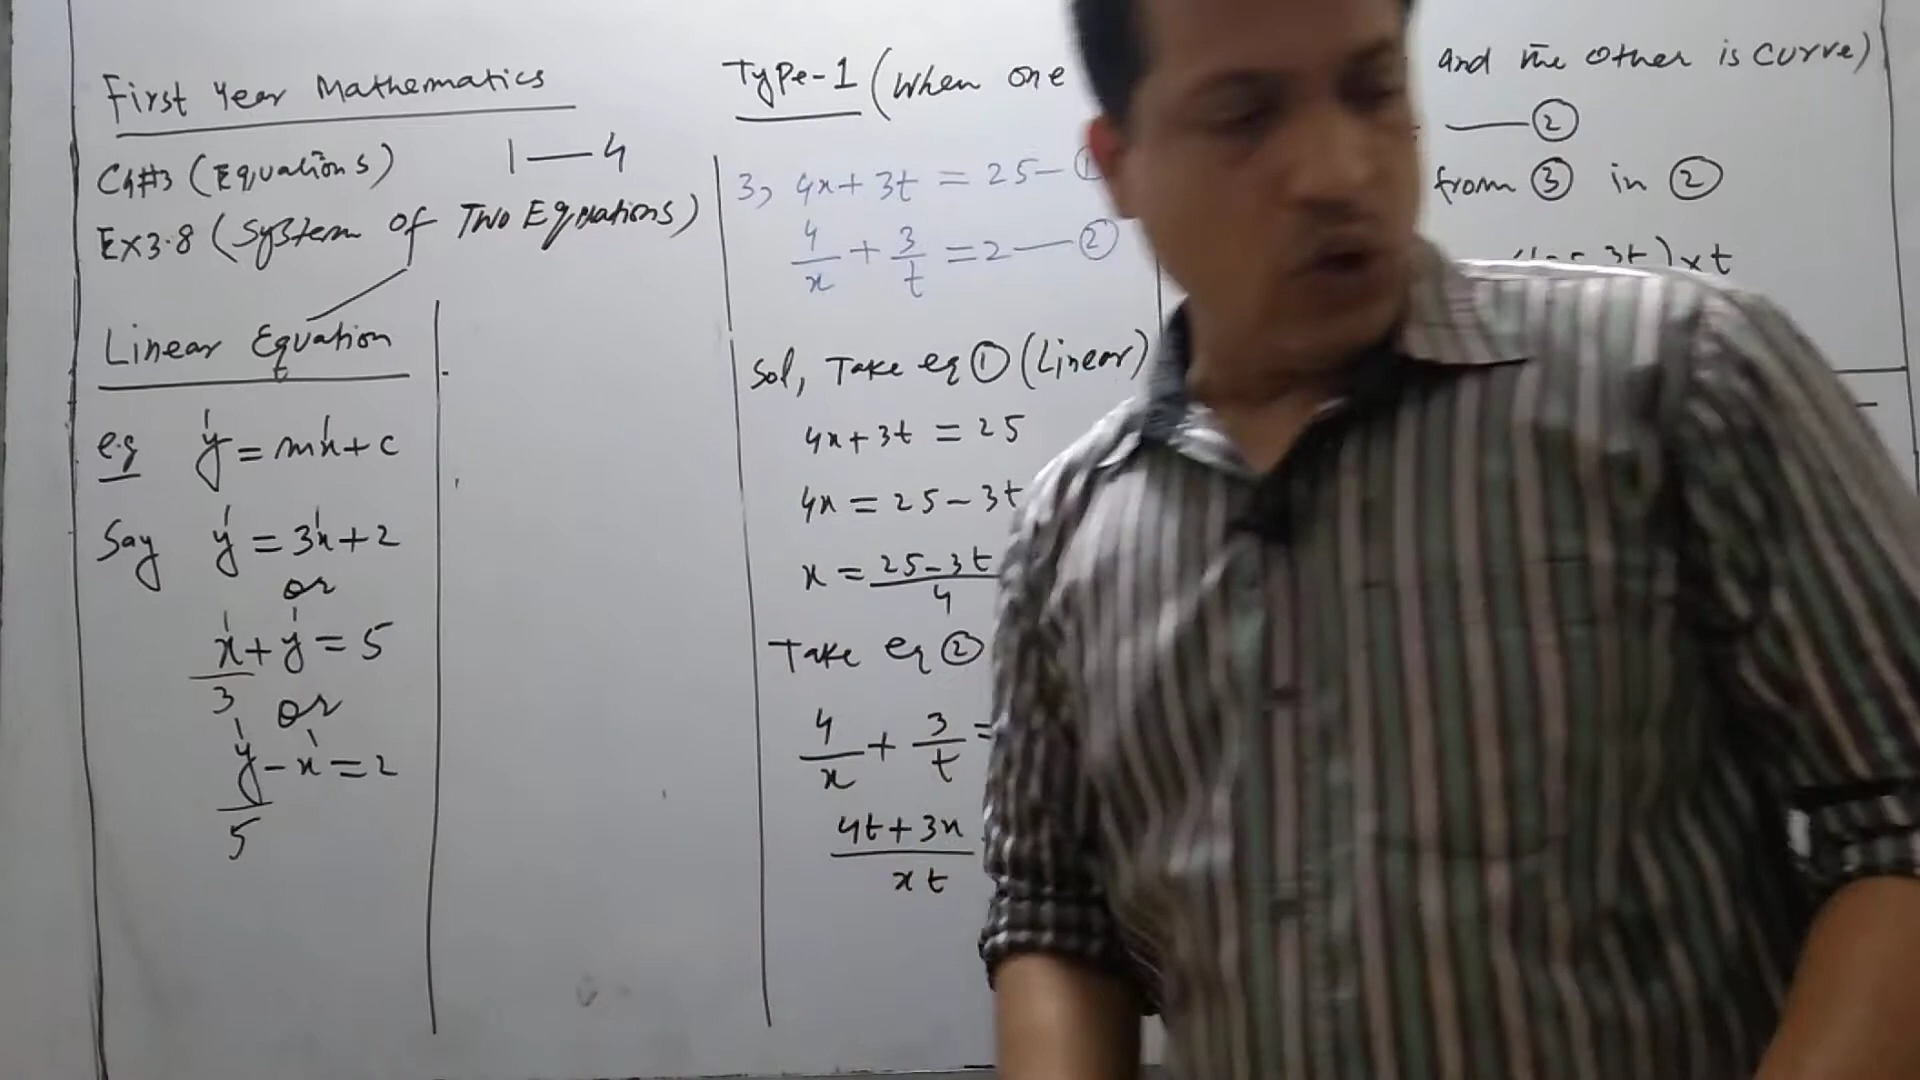 First Year Mathematics
Ch#3 (Equations) 1—4
EX3.8 (System of Two Equations)
Linear Equation
e.g y = mx+c
Say y = 3x+2
or
x/3 + y = 5
or
y/5 - x = 2
Type-1 (When one
3, 4x+3t = 25 — ①
4/x + 3/t = 2 — ②
Sol, Take eq ① (Linear)
4x+3t = 25
4x = 25-3t
x = 25-3t/4
Take eq ②
4/x + 3/t =
4t+3x/xt
and the other is curve)
— ②
from ③ in ②
3t) x t